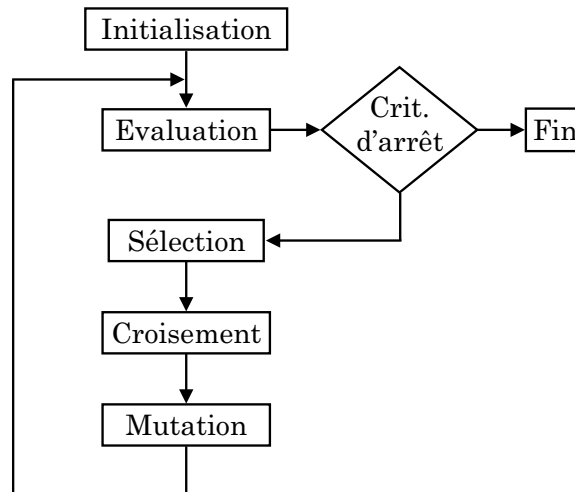 Initialisation
Evaluation
Crit.
d'arrêt
Fin
Sélection
Croisement
Mutation